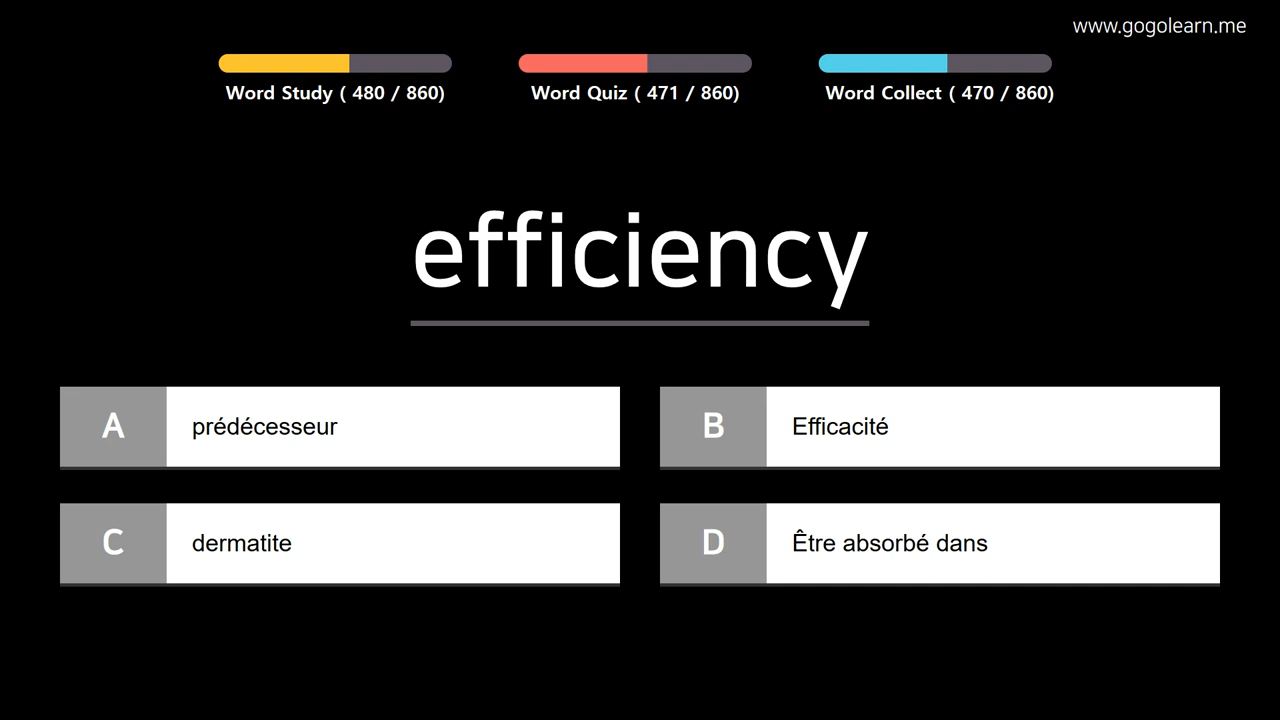 www.gogolearn.me
Word Study ( 480 / 860)
Word Quiz ( 471 / 860)
Word Collect ( 470 / 860)
efficiency
A
prédécesseur
B
Efficacité
C
dermatite
D
Être absorbé dans